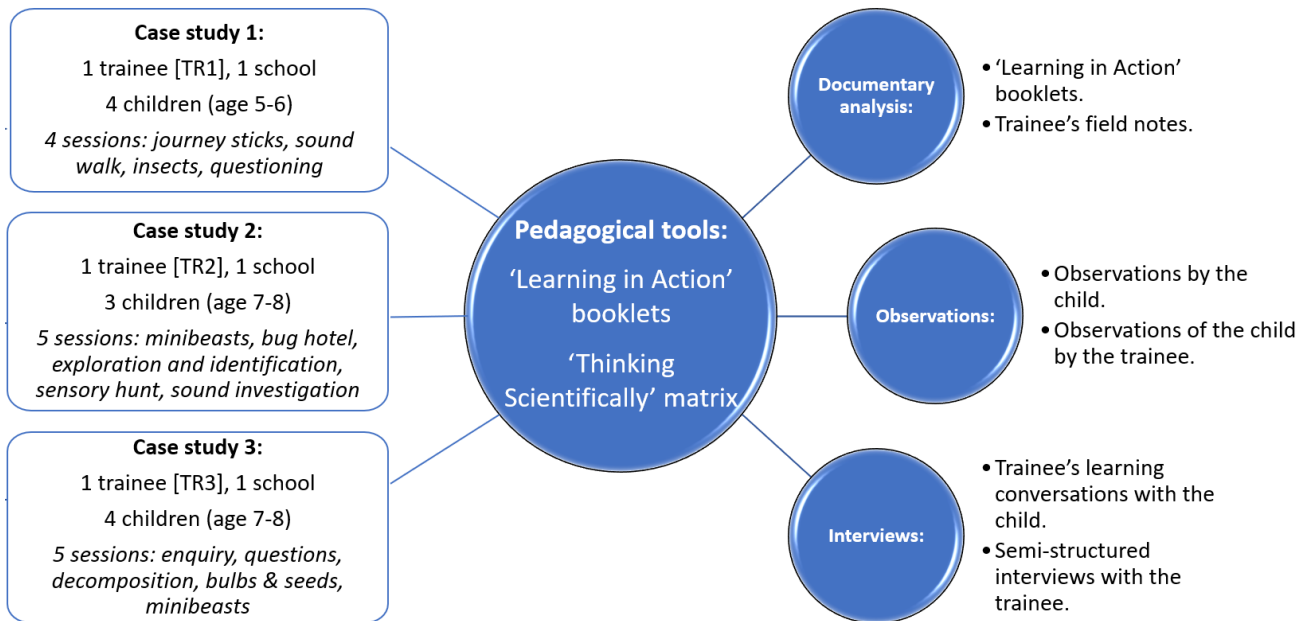 Case study 1:
1 trainee [TR1], 1 school
4 children (age 5-6)
4 sessions: journey sticks, sound
walk, insects, questioning
Case study 2:
1 trainee [TR2], 1 school
3 children (age 7-8)
5 sessions: minibeasts, bug hotel,
exploration and identification,
sensory hunt, sound investigation
Case study 3:
1 trainee [TR3], 1 school
4 children (age 7-8)
5 sessions: enquiry, questions,
decomposition, bulbs & seeds,
minibeasts
Pedagogical tools:
‘Learning in Action’
booklets
‘Thinking
Scientifically’ matrix
Documentary
analysis:
• ‘Learning in Action’
booklets.
• Trainee’s field notes.
Observations:
• Observations by the
child.
• Observations of the child
by the trainee.
Interviews:
• Trainee’s learning
conversations with the
child.
• Semi-structured
interviews with the
trainee.